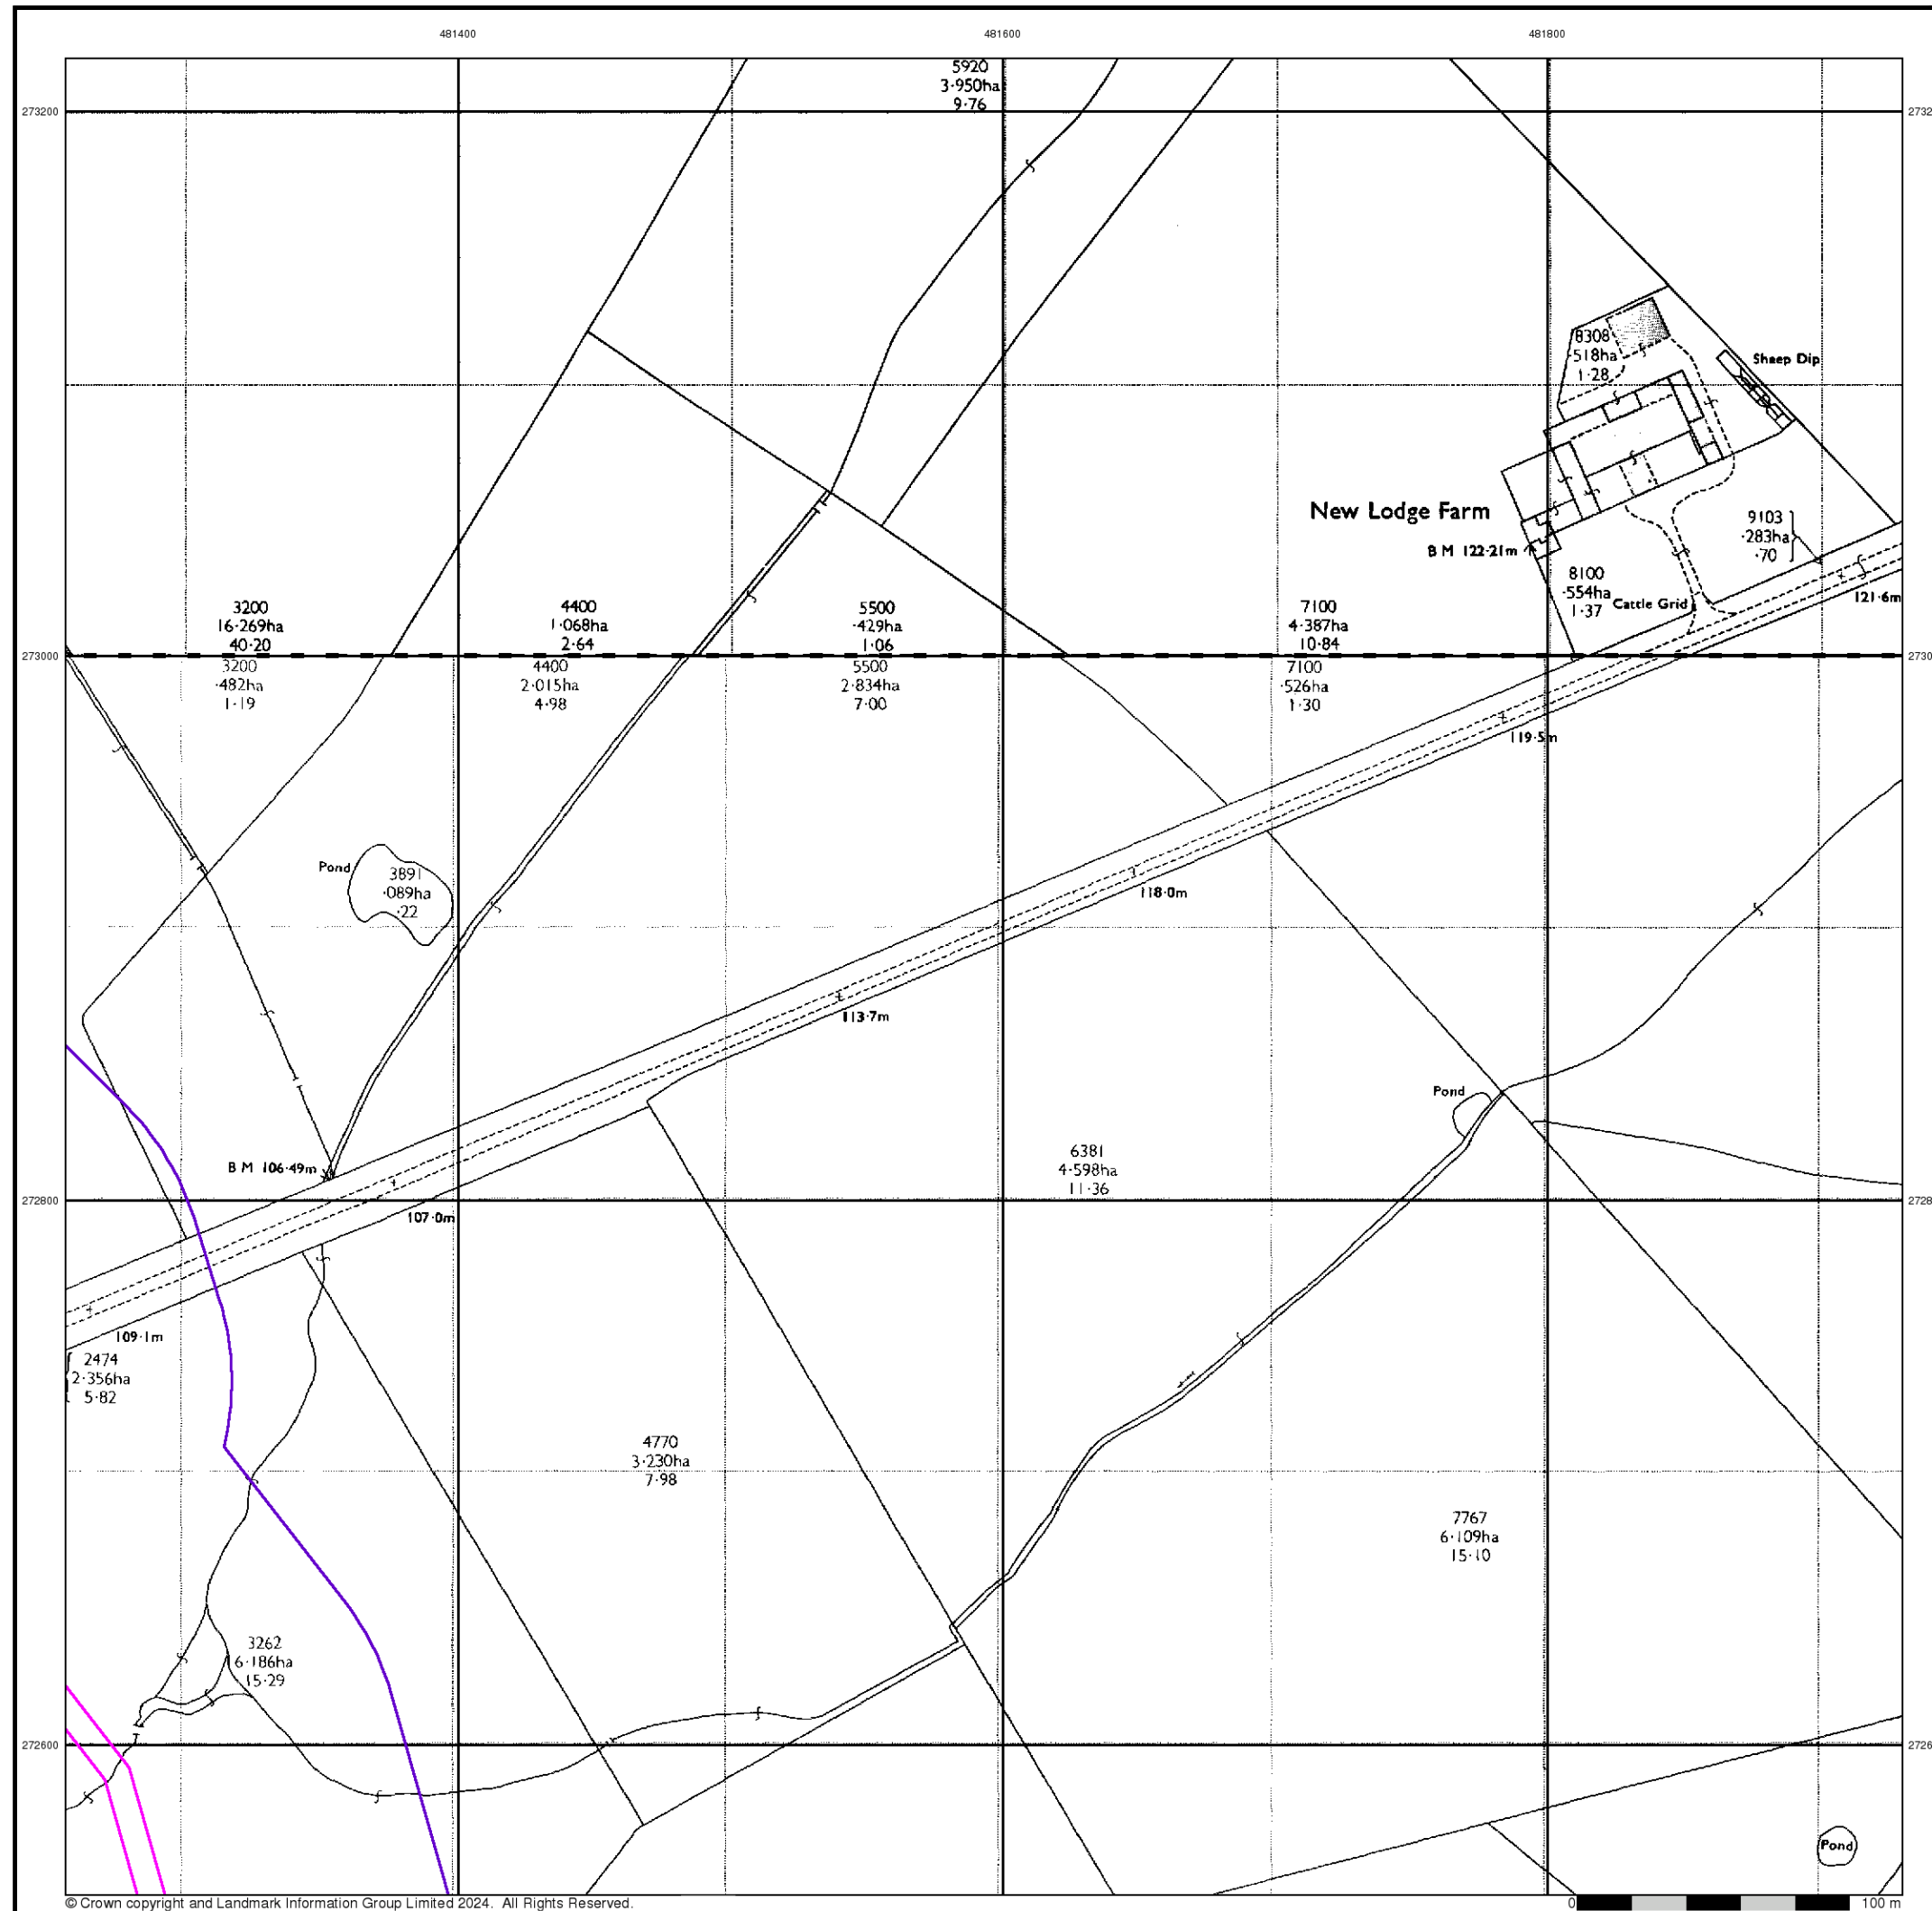 481400
481600
481800
5920
3·950ha
9·76
273200
8308
·518ha
1·28
Sheep Dip
New Lodge Farm
B M 122·21m
9103
·283ha
·70
8100
·554ha
1·37
Cattle Grid
121·6m
3200
16·269ha
40·20
4400
1·068ha
2·64
5500
·429ha
1·06
7100
4·387ha
10·84
273000
3200
·482ha
1·19
4400
2·015ha
4·98
5500
2·834ha
7·00
7100
·526ha
1·30
119·5m
Pond
3891
·089ha
·22
118·0m
113·7m
Pond
B M 106·49m
6381
4·598ha
11·36
272800
107·0m
109·1m
2474
2·356ha
5·82
4770
3·230ha
7·98
7767
6·109ha
15·10
3262
6·186ha
15·29
272600
Pond
© Crown copyright and Landmark Information Group Limited 2024. All Rights Reserved.
0 100 m